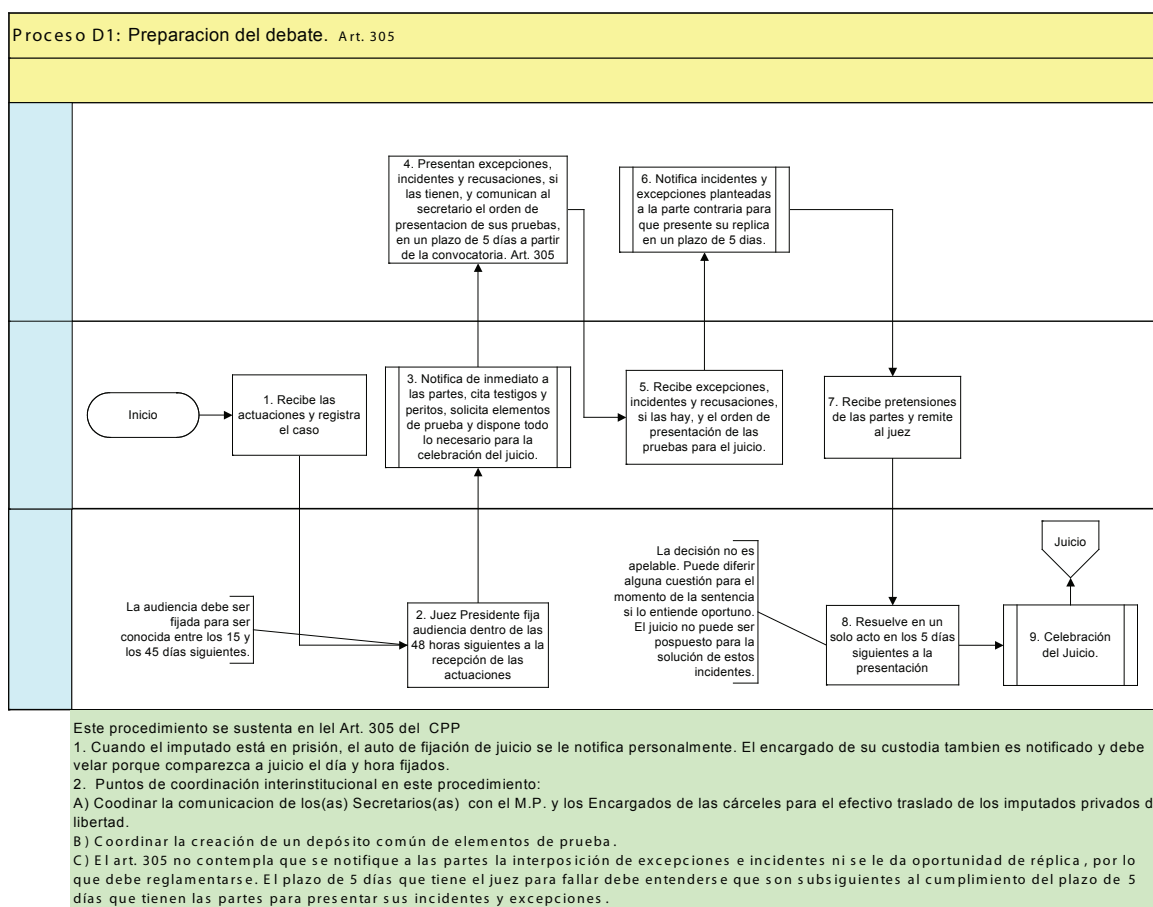 Proceso D1: Preparacion del debate. Art. 305
4. Presentan excepciones,
incidentes y recusaciones, si
las tienen, y comunican al
secretario el orden de
presentacion de sus pruebas,
en un plazo de 5 días a partir
de la convocatoria. Art. 305
6. Notifica incidentes y
excepciones planteadas
a la parte contraria para
que presente su replica
en un plazo de 5 dias.
Inicio
1. Recibe las
actuaciones y registra
el caso
3. Notifica de inmediato a
las partes, cita testigos y
peritos, solicita elementos
de prueba y dispone todo
lo necesario para la
celebración del juicio.
5. Recibe excepciones,
incidentes y recusaciones,
si las hay, y el orden de
presentación de las
pruebas para el juicio.
7. Recibe pretensiones
de las partes y remite
al juez
La audiencia debe ser
fijada para ser
conocida entre los 15 y
los 45 días siguientes.
2. Juez Presidente fija
audiencia dentro de las
48 horas siguientes a la
recepción de las
actuaciones
La decisión no es
apelable. Puede diferir
alguna cuestión para el
momento de la sentencia
si lo entiende oportuno.
El juicio no puede ser
pospuesto para la
solución de estos
incidentes.
8. Resuelve en un
solo acto en los 5 días
siguientes a la
presentación
Juicio
9. Celebración
del Juicio.
Este procedimiento se sustenta en lel Art. 305 del CPP
1. Cuando el imputado está en prisión, el auto de fijación de juicio se le notifica personalmente. El encargado de su custodia tambien es notificado y debe
velar porque comparezca a juicio el día y hora fijados.
2. Puntos de coordinación interinstitucional en este procedimiento:
A) Coodinar la comunicacion de los(as) Secretarios(as) con el M.P. y los Encargados de las cárceles para el efectivo traslado de los imputados privados d
libertad.
B) Coordinar la creación de un depósito común de elementos de prueba.
C) El art. 305 no contempla que se notifique a las partes la interposición de excepciones e incidentes ni se le da oportunidad de réplica, por lo
que debe reglamentarse. El plazo de 5 días que tiene el juez para fallar debe entenderse que son subsiguientes al cumplimiento del plazo de 5
días que tienen las partes para presentar sus incidentes y excepciones.